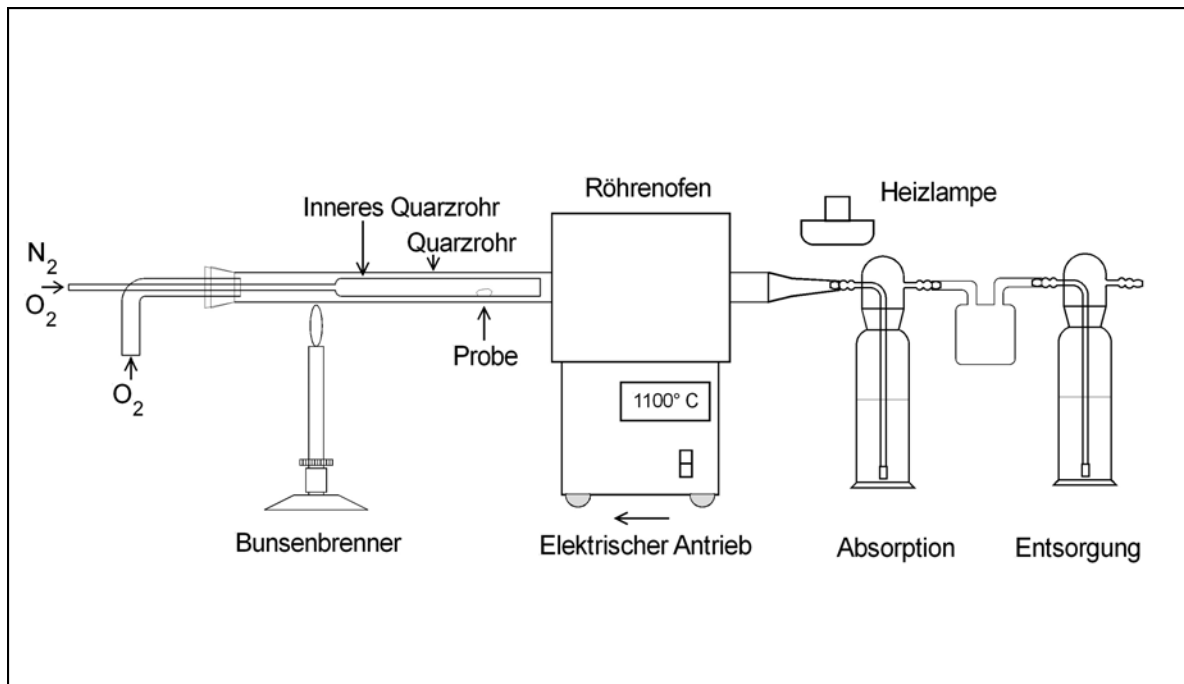 Röhrenofen
Heizlampe
Inneres Quarzrohr
Quarzrohr
N2
O2
O2
Probe
1100° C
Bunsenbrenner
Elektrischer Antrieb
Absorption
Entsorgung